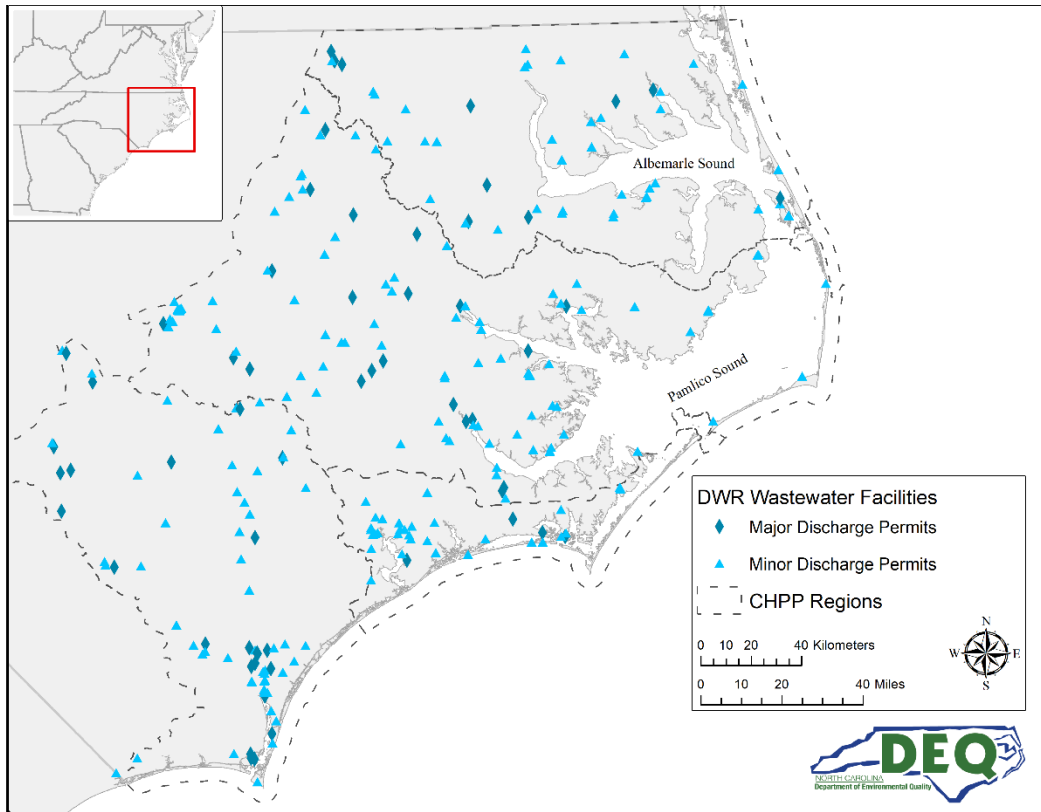 Albemarle Sound
Pamlico Sound
DWR Wastewater Facilities
Major Discharge Permits
Minor Discharge Permits
CHPP Regions
0 10 20 40 Kilometers
0 10 20 40 Miles
N
W E
S
DEQ
NORTH CAROLINA
Department of Environmental Quality